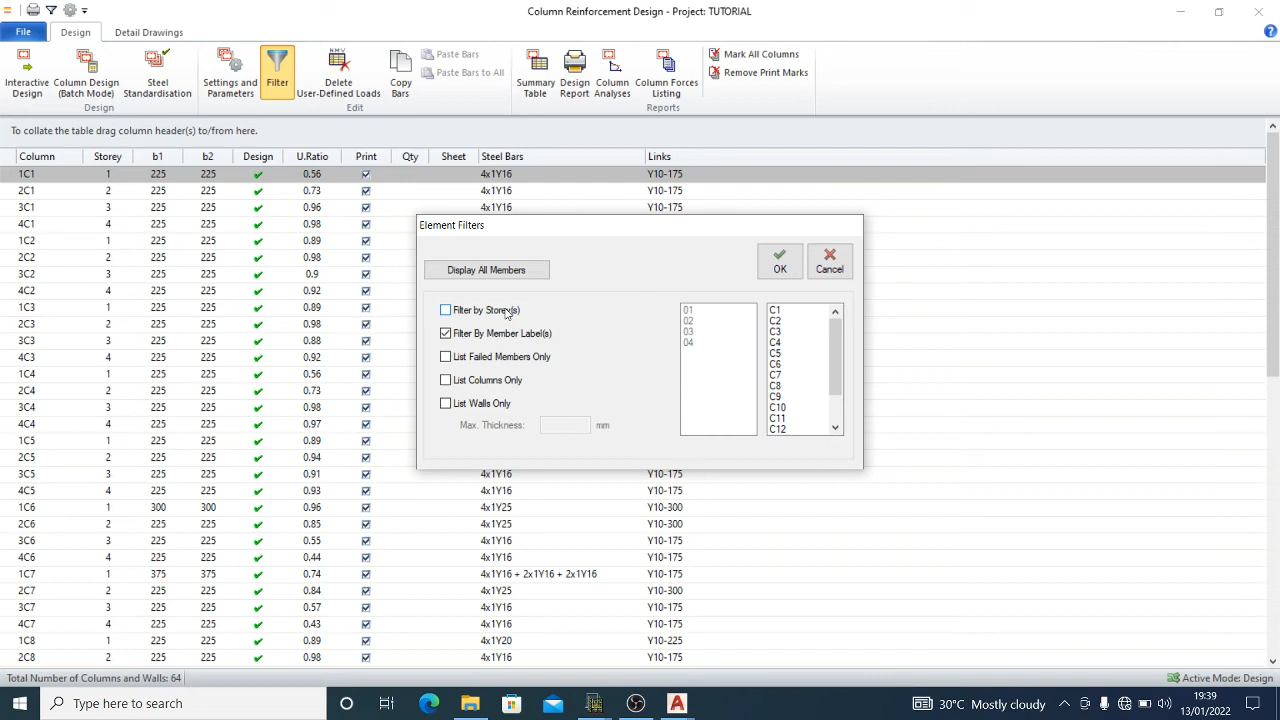 Column Reinforcement Design - Project: TUTORIAL
File
Design
Detail Drawings
Interactive Design
Column Design (Batch Mode)
Steel Standardisation
Design
Settings and Parameters
Filter
Delete User-Defined Loads
Copy Bars
Paste Bars
Paste Bars to All
Edit
Summary Table
Design Report
Column Analyses
Column Forces Listing
Mark All Columns
Remove Print Marks
Reports
To collate the table drag column header(s) to/from here.
Column Storey b1 b2 Design U.Ratio Print Qty Sheet Steel Bars Links
1C1 1 225 225 0.56 4x1Y16 Y10-175
2C1 2 225 225 0.73 4x1Y16 Y10-175
3C1 3 225 225 0.96 4x1Y16 Y10-175
4C1 4 225 225 0.98
1C2 1 225 225 0.89
2C2 2 225 225 0.98
3C2 3 225 225 0.9
4C2 4 225 225 0.92
1C3 1 225 225 0.89
2C3 2 225 225 0.98
3C3 3 225 225 0.88
4C3 4 225 225 0.92
1C4 1 225 225 0.56
2C4 2 225 225 0.73
3C4 3 225 225 0.98
4C4 4 225 225 0.97
1C5 1 225 225 0.89
2C5 2 225 225 0.94
3C5 3 225 225 0.91 4x1Y16 Y10-175
4C5 4 225 225 0.93 4x1Y16 Y10-175
1C6 1 300 300 0.96 4x1Y25 Y10-300
2C6 2 225 225 0.85 4x1Y25 Y10-300
3C6 3 225 225 0.55 4x1Y16 Y10-175
4C6 4 225 225 0.44 4x1Y16 Y10-175
1C7 1 375 375 0.74 4x1Y16 + 2x1Y16 + 2x1Y16 Y10-175
2C7 2 225 225 0.84 4x1Y25 Y10-300
3C7 3 225 225 0.57 4x1Y16 Y10-175
4C7 4 225 225 0.43 4x1Y16 Y10-175
1C8 1 225 225 0.89 4x1Y20 Y10-225
2C8 2 225 225 0.98 4x1Y16 Y10-175
Element Filters
Display All Members
OK
Cancel
Filter by Storey(s)
Filter By Member Label(s)
List Failed Members Only
List Columns Only
List Walls Only
Max. Thickness: mm
01
02
03
04
C1
C2
C3
C4
C5
C6
C7
C8
C9
C10
C11
C12
Total Number of Columns and Walls: 64
Active Mode: Design
Type here to search
30°C Mostly cloudy
19:39
13/01/2022